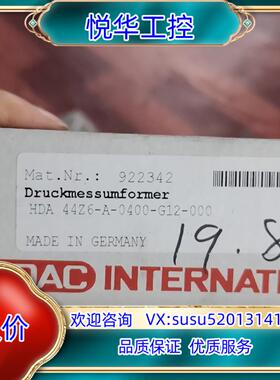 悦华工控
Mat.Nr.: 922342
Druckmessumformer
HDA 44Z6-A-0400-G12-000
MADE IN GERMANY
19.8
DAC INTERNAT
欢迎咨询 VX:susu52013141
品质保证 优质服务